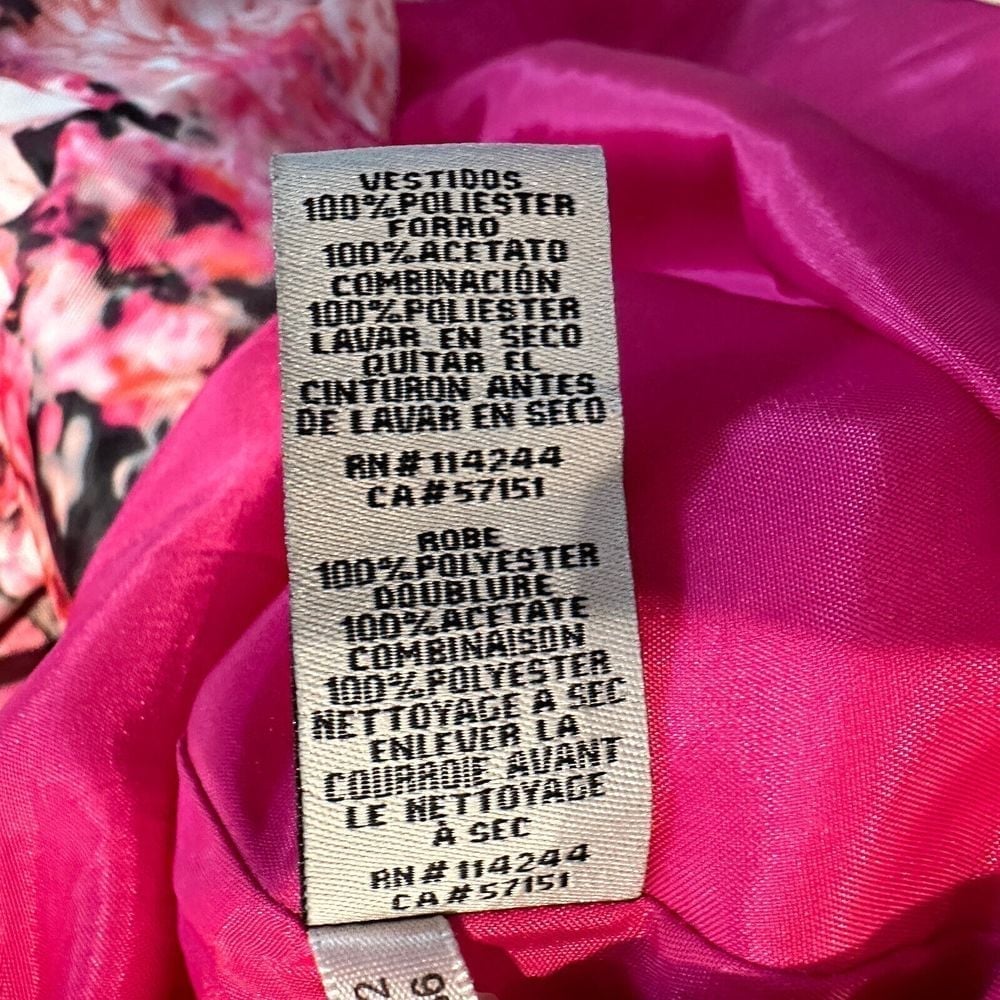 VESTIDOS
100%POLIESTER
FORRO
100%ACETATO
COMBINACIÓN
100%POLIESTER
LAVAR EN SECO
QUITAR EL
CINTURON ANTES
DE LAVAR EN SECO
RN#114244
CA#57151
ROBE
100%POLYESTER
DOUBLURE
100%ACETATE
COMBINAISON
100%POLYESTER
NETTOYAGE À SEC
ENLEVER LA
COURROIE AVANT
LE NETTOYAGE
À SEC
RN#114244
CA#57151